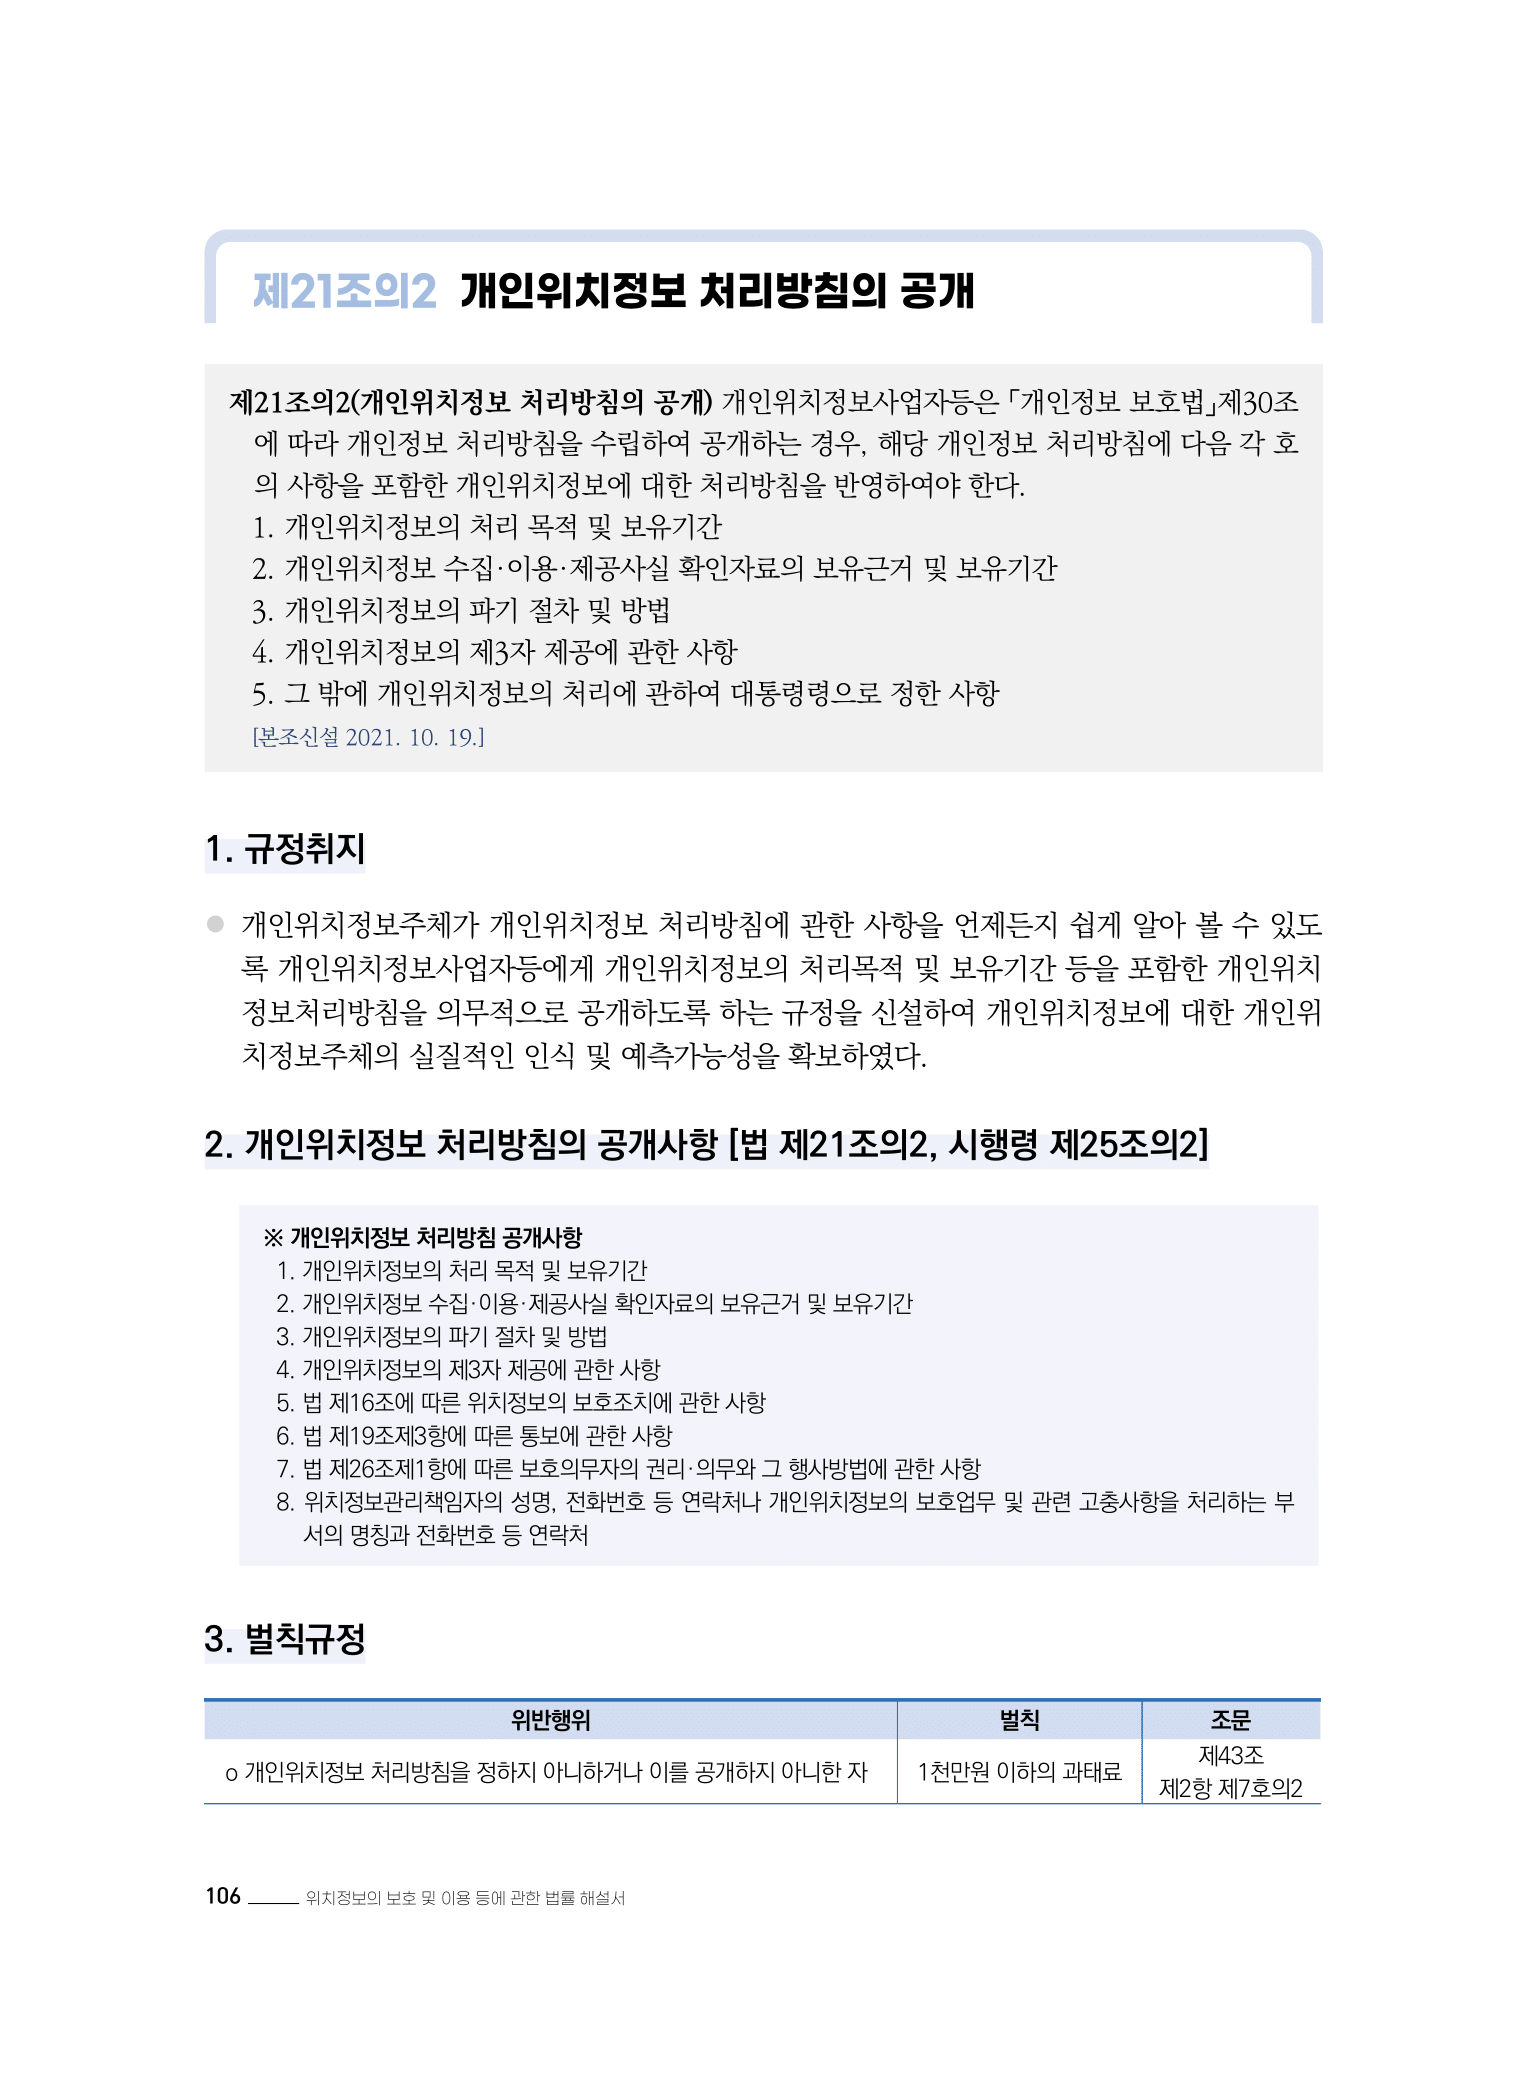 제21조의2 개인위치정보 처리방침의 공개
제21조의2(개인위치정보 처리방침의 공개) 개인위치정보사업자등은 「개인정보 보호법」제30조
에 따라 개인정보 처리방침을 수립하여 공개하는 경우, 해당 개인정보 처리방침에 다음 각 호
의 사항을 포함한 개인위치정보에 대한 처리방침을 반영하여야 한다.
1. 개인위치정보의 처리 목적 및 보유기간
2. 개인위치정보 수집·이용·제공사실 확인자료의 보유근거 및 보유기간
3. 개인위치정보의 파기 절차 및 방법
4. 개인위치정보의 제3자 제공에 관한 사항
5. 그 밖에 개인위치정보의 처리에 관하여 대통령령으로 정한 사항
[본조신설 2021. 10. 19.]
1. 규정취지
● 개인위치정보주체가 개인위치정보 처리방침에 관한 사항을 언제든지 쉽게 알아 볼 수 있도
록 개인위치정보사업자등에게 개인위치정보의 처리목적 및 보유기간 등을 포함한 개인위치
정보처리방침을 의무적으로 공개하도록 하는 규정을 신설하여 개인위치정보에 대한 개인위
치정보주체의 실질적인 인식 및 예측가능성을 확보하였다.
2. 개인위치정보 처리방침의 공개사항 [법 제21조의2, 시행령 제25조의2]
※ 개인위치정보 처리방침 공개사항
1. 개인위치정보의 처리 목적 및 보유기간
2. 개인위치정보 수집·이용·제공사실 확인자료의 보유근거 및 보유기간
3. 개인위치정보의 파기 절차 및 방법
4. 개인위치정보의 제3자 제공에 관한 사항
5. 법 제16조에 따른 위치정보의 보호조치에 관한 사항
6. 법 제19조제3항에 따른 통보에 관한 사항
7. 법 제26조제1항에 따른 보호의무자의 권리·의무와 그 행사방법에 관한 사항
8. 위치정보관리책임자의 성명, 전화번호 등 연락처나 개인위치정보의 보호업무 및 관련 고충사항을 처리하는 부
서의 명칭과 전화번호 등 연락처
3. 벌칙규정
위반행위 벌칙 조문
o 개인위치정보 처리방침을 정하지 아니하거나 이를 공개하지 아니한 자 1천만원 이하의 과태료 제43조
제2항 제7호의2
106 위치정보의 보호 및 이용 등에 관한 법률 해설서